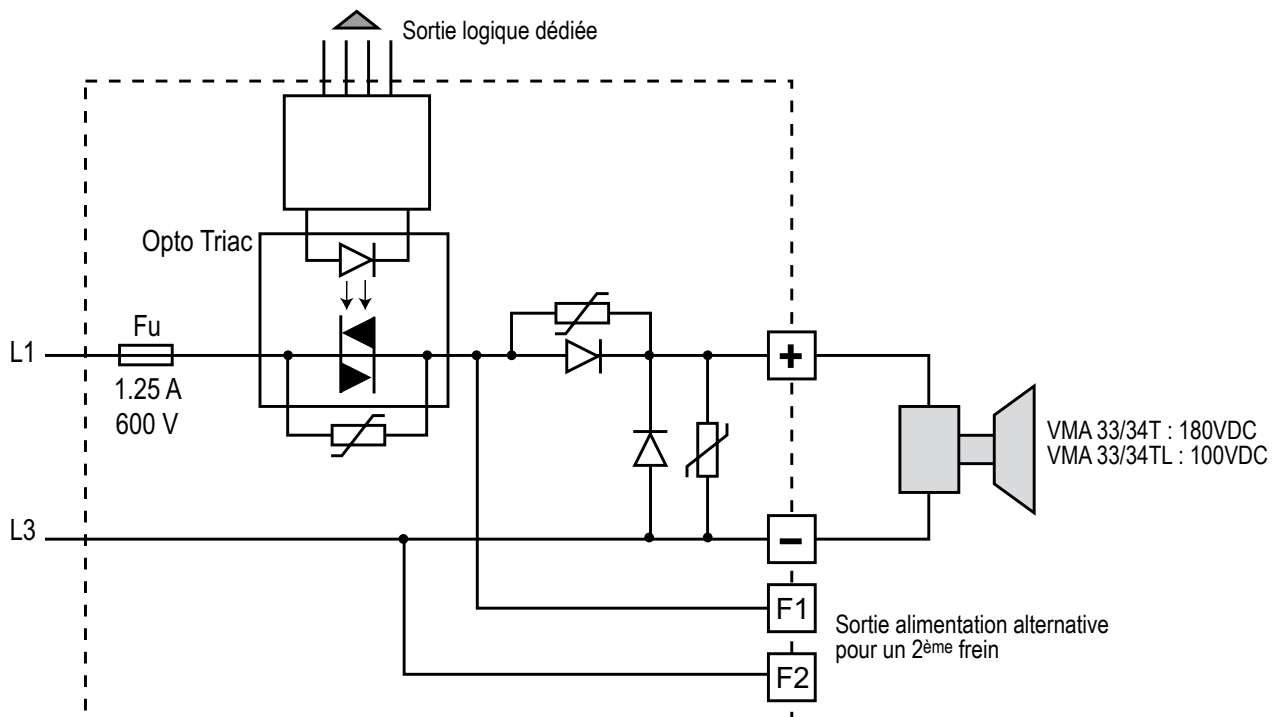 Sortie logique dédiée
Opto Triac
Fu
L1
1.25 A
600 V
+
VMA 33/34T : 180VDC
VMA 33/34TL : 100VDC
L3
−
F1
Sortie alimentation alternative
pour un 2ème frein
F2